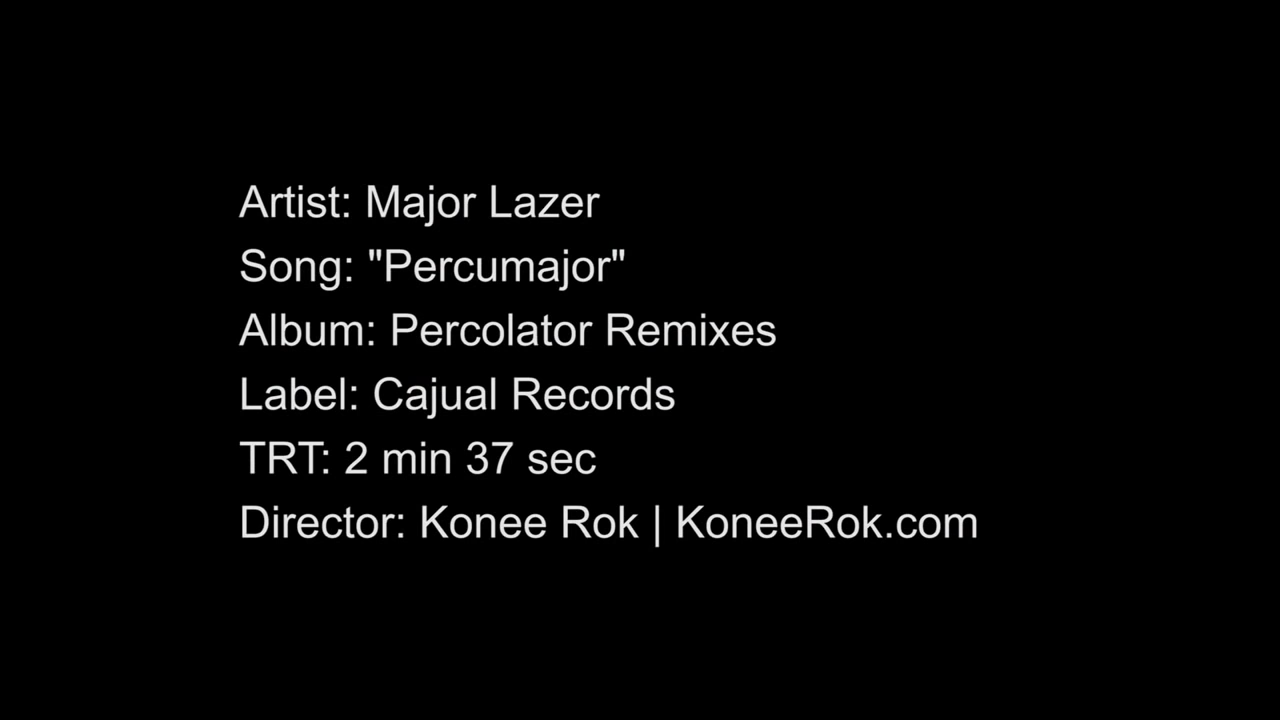 Artist: Major Lazer
Song: "Percumajor"
Album: Percolator Remixes
Label: Cajual Records
TRT: 2 min 37 sec
Director: Konee Rok | KoneeRok.com